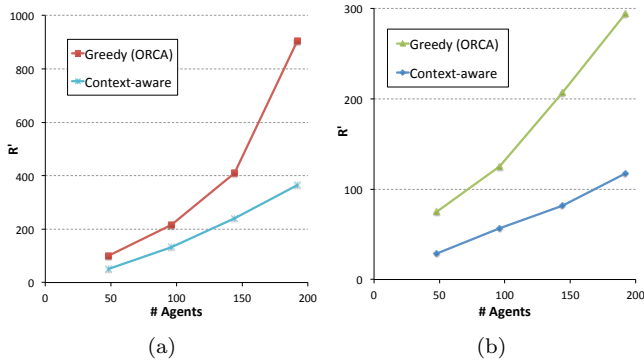 1000
800
600
400
200
0
R'
Greedy (ORCA)
Context-aware
0 50 100 150 200
# Agents
(a)
300
200
100
0
R'
Greedy (ORCA)
Context-aware
0 50 100 150 200
# Agents
(b)